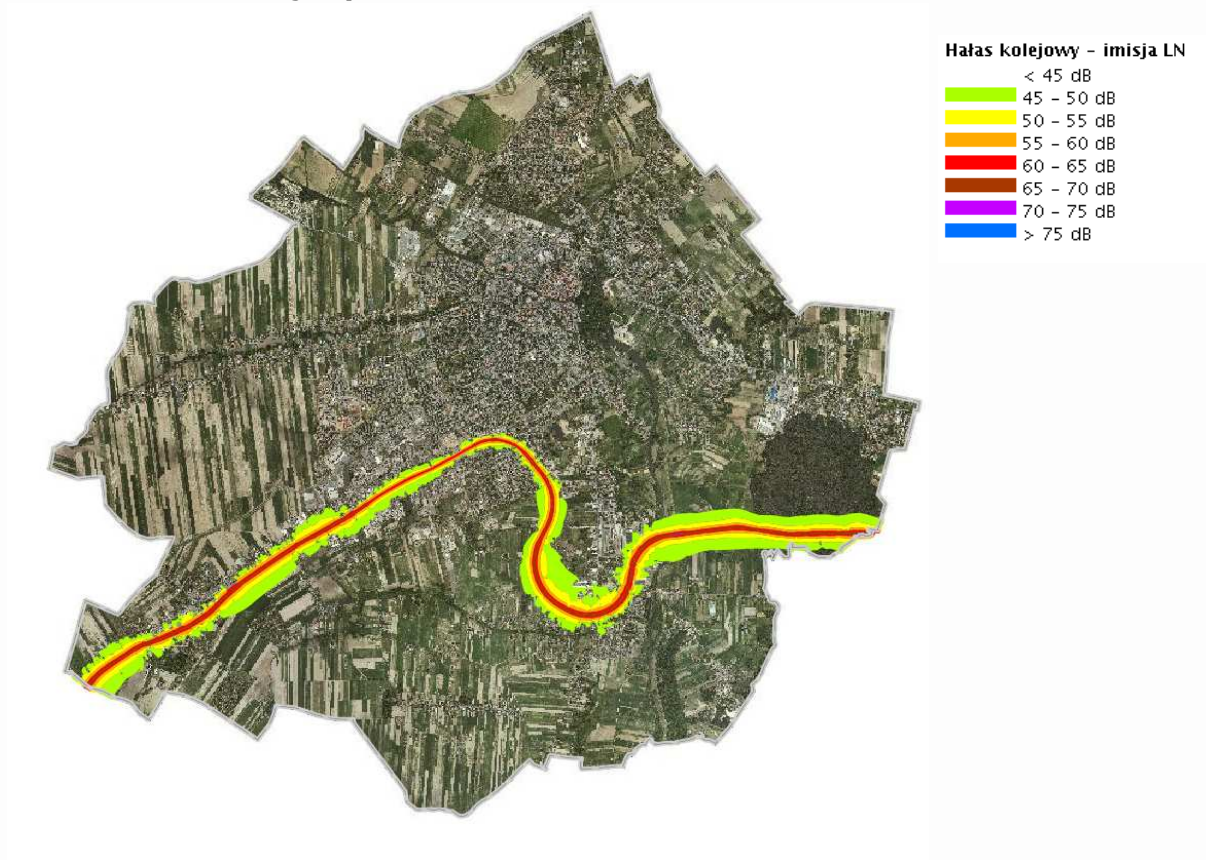 Hałas kolejowy – imisja LN
< 45 dB
45 – 50 dB
50 – 55 dB
55 – 60 dB
60 – 65 dB
65 – 70 dB
70 – 75 dB
> 75 dB